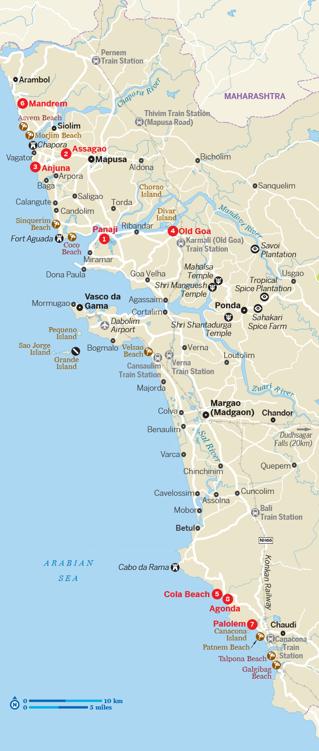 Pernem
Train Station
Arambol
Chapora River
MAHARASHTRA
6 Mandrem
Thivim Train Station
(Mapusa Road)
Asvem Beach
Morjim Beach
Siolim
Chapora
Vagator
2 Assagao
Mapusa
Bicholim
3 Anjuna
Aldona
Arpora
Baga
Chorao
Island
Sanquelim
Calangute
Saligao
Torda
Divar
Island
Mandovi River
Candolim
Sinquerim
Beach
Panaji
1
Ribandar
4 Old Goa
Fort Aguada
Coco
Beach
Karmali (Old Goa)
Train Station
Savoi
Plantation
Miramar
Dona Paula
Goa Velha
Mahalsa
Temple
Shri Manguesh
Temple
Tropical
Spice Plantation
Usgao
Mormugao
Vasco da
Gama
Agassaim
Cortalim
Ponda
Sahakari
Spice Farm
Dabolim
Airport
Shri Shantadurga
Temple
Pequeno
Island
Sao Jorge
Island
Grande
Island
Bogmalo
Velsao
Beach
Verna
Cansaulim
Train Station
Verna
Train Station
Loutolim
Majorda
Zuari River
Colva
Margao
(Madgaon)
Chandor
Benaulim
Dudhsagar
Falls (20km)
Sal River
Varca
Chinchinim
Quepem
Cavelossim
Assolna
Cuncolim
Mobor
Bali
Train Station
Betul
NH66
ARABIAN
SEA
Cabo da Rama
Konkan Railway
Cola Beach 5
8
Agonda
Palolem 7
Chaudi
Canacona
Island
Canacona
Train
Station
Patnem Beach
Talpona Beach
Galgibag
Beach
N
0 10 km
0 5 miles